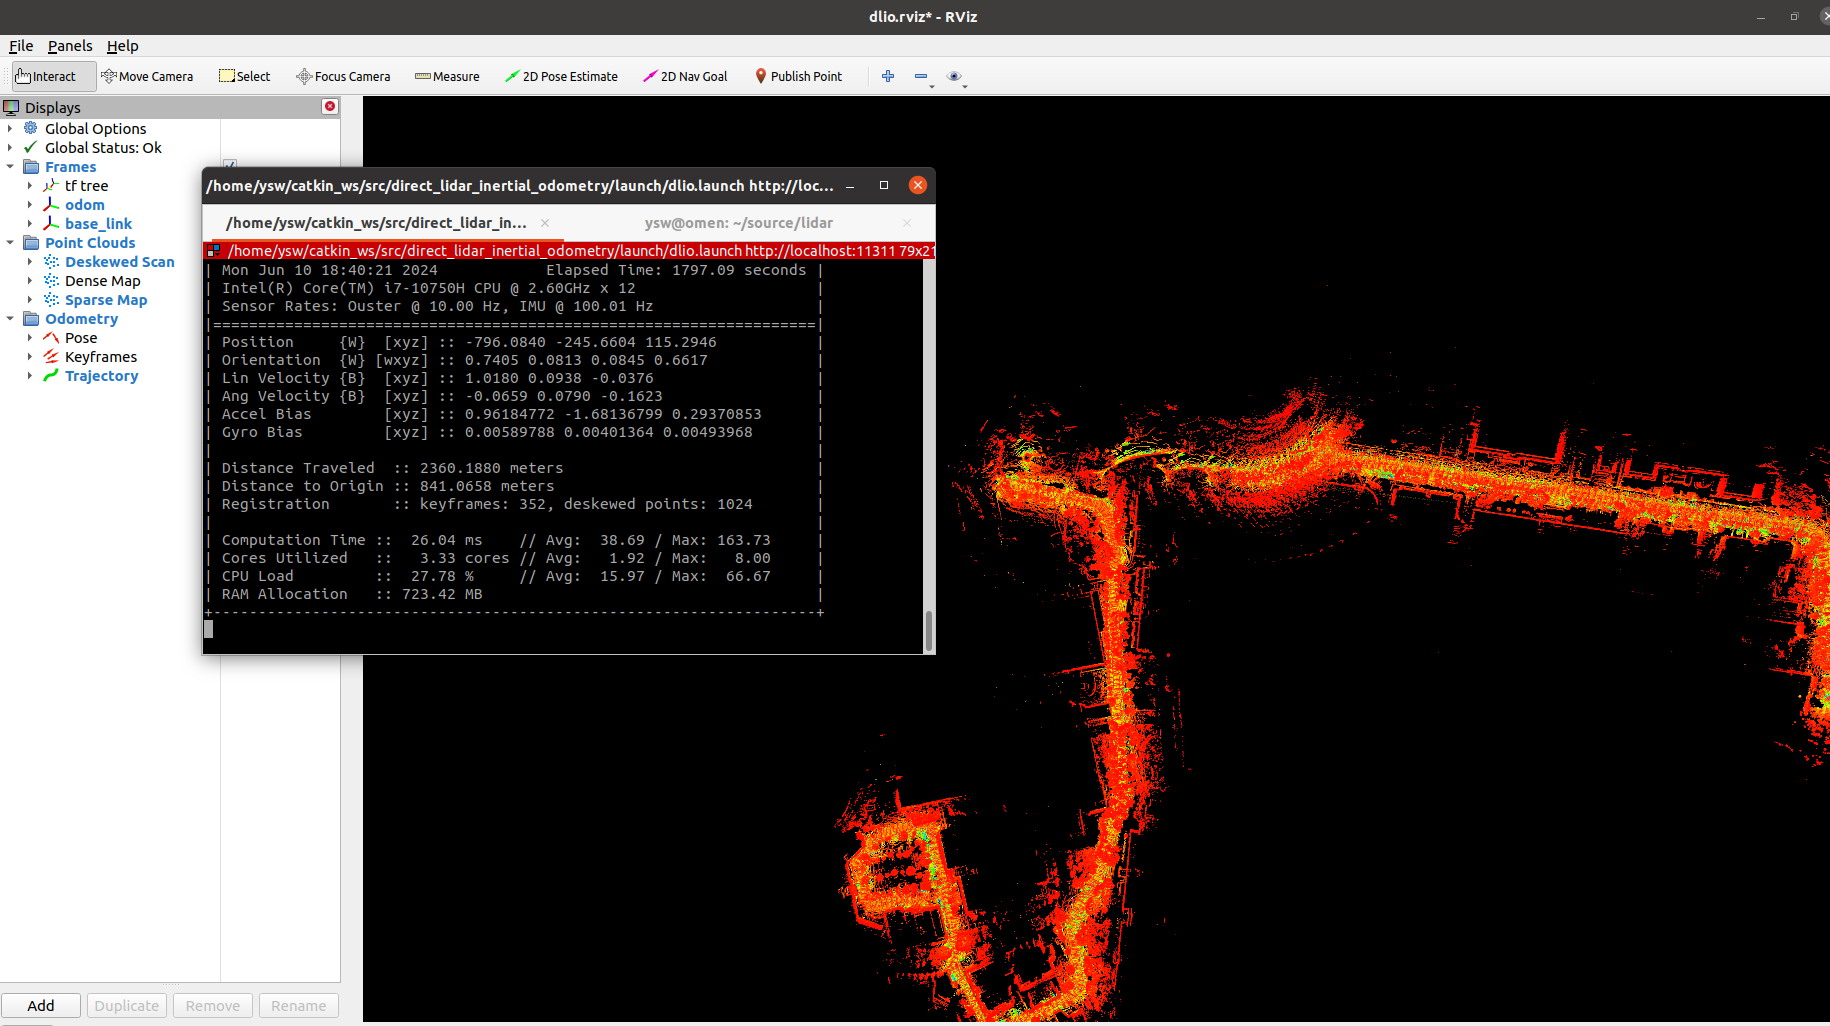 dlio.rviz* - RViz
File Panels Help
Interact Move Camera Select Focus Camera Measure 2D Pose Estimate 2D Nav Goal Publish Point
Displays
Global Options
Global Status: Ok
Frames
tf tree
odom
base_link
Point Clouds
Deskewed Scan
Dense Map
Sparse Map
Odometry
Pose
Keyframes
Trajectory
Add Duplicate Remove Rename
/home/ysw/catkin_ws/src/direct_lidar_inertial_odometry/launch/dlio.launch http://loc...
/home/ysw/catkin_ws/src/direct_lidar_in... ysw@omen: ~/source/lidar
/home/ysw/catkin_ws/src/direct_lidar_inertial_odometry/launch/dlio.launch http://localhost:11311 79x21
| Mon Jun 10 18:40:21 2024 Elapsed Time: 1797.09 seconds |
| Intel(R) Core(TM) i7-10750H CPU @ 2.60GHz x 12 |
| Sensor Rates: Ouster @ 10.00 Hz, IMU @ 100.01 Hz |
|===================================================================|
| Position {W} [xyz] :: -796.0840 -245.6604 115.2946 |
| Orientation {W} [wxyz] :: 0.7405 0.0813 0.0845 0.6617 |
| Lin Velocity {B} [xyz] :: 1.0180 0.0938 -0.0376 |
| Ang Velocity {B} [xyz] :: -0.0659 0.0790 -0.1623 |
| Accel Bias [xyz] :: 0.96184772 -1.68136799 0.29370853 |
| Gyro Bias [xyz] :: 0.00589788 0.00401364 0.00493968 |
| |
| Distance Traveled :: 2360.1880 meters |
| Distance to Origin :: 841.0658 meters |
| Registration :: keyframes: 352, deskewed points: 1024 |
| |
| Computation Time :: 26.04 ms // Avg: 38.69 / Max: 163.73 |
| Cores Utilized :: 3.33 cores // Avg: 1.92 / Max: 8.00 |
| CPU Load :: 27.78 % // Avg: 15.97 / Max: 66.67 |
| RAM Allocation :: 723.42 MB |
+-------------------------------------------------------------------+